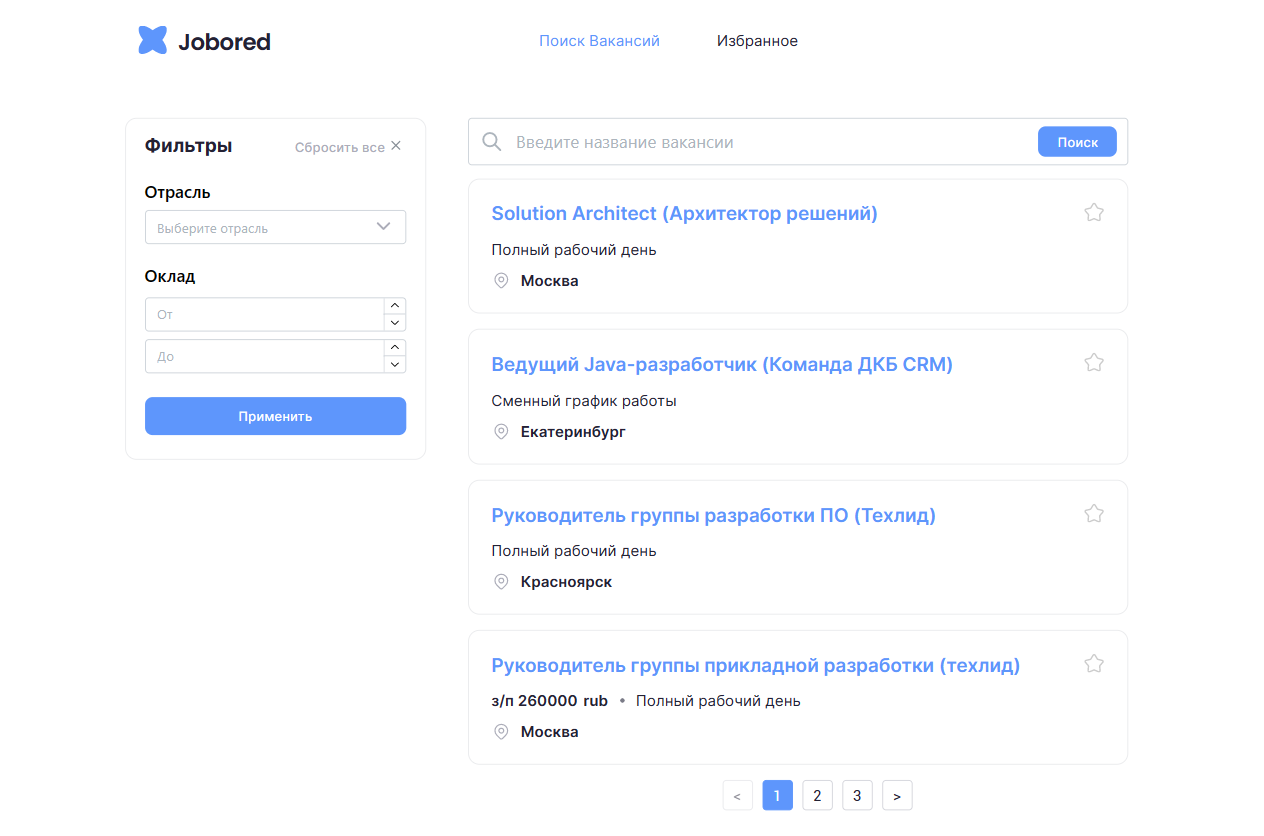 Jobored
Поиск Вакансий
Избранное
Фильтры
Сбросить все
Отрасль
Выберите отрасль
Оклад
От
До
Применить
Введите название вакансии
Поиск
Solution Architect (Архитектор решений)
Полный рабочий день
Москва
Ведущий Java-разработчик (Команда ДКБ CRM)
Сменный график работы
Екатеринбург
Руководитель группы разработки ПО (Техлид)
Полный рабочий день
Красноярск
Руководитель группы прикладной разработки (техлид)
з/п 260000 rub • Полный рабочий день
Москва
< 1 2 3 >